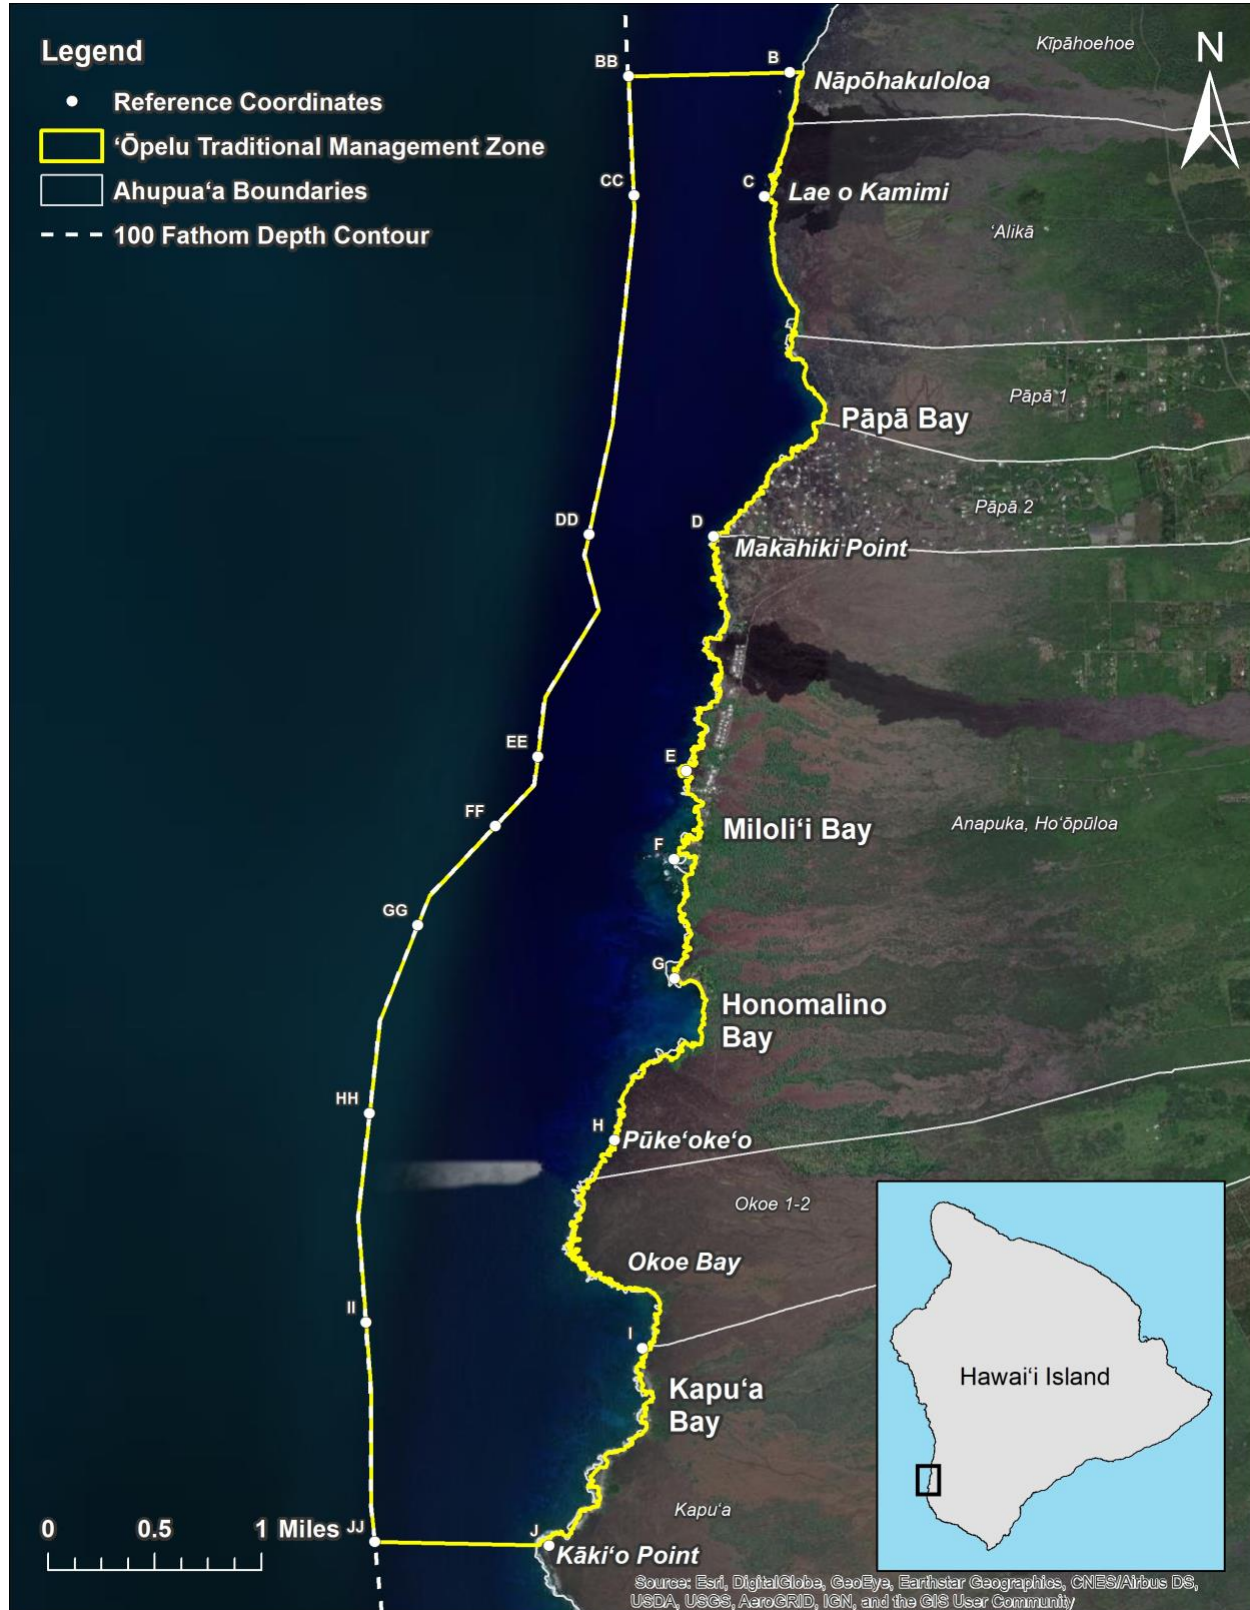 Legend
Reference Coordinates
ʻŌpelu Traditional Management Zone
Ahupuaʻa Boundaries
100 Fathom Depth Contour
BB
B
Nāpōhakuloloa
Kīpāhoehoe
N
CC
C
Lae o Kamimi
ʻAlikā
Pāpā 1
Pāpā Bay
Pāpā 2
DD
D
Makahiki Point
EE
E
FF
Miloliʻi Bay
Anapuka, Hoʻōpūloa
F
GG
G
Honomalino
Bay
HH
H
Pūkeʻokeʻo
Okoe 1-2
Okoe Bay
II
I
Kapuʻa
Bay
Hawaiʻi Island
Kapuʻa
0 0.5 1 Miles
JJ
J
Kākiʻo Point
Source: Esri, DigitalGlobe, GeoEye, Earthstar Geographics, CNES/Airbus DS,
USDA, USGS, AeroGRID, IGN, and the GIS User Community